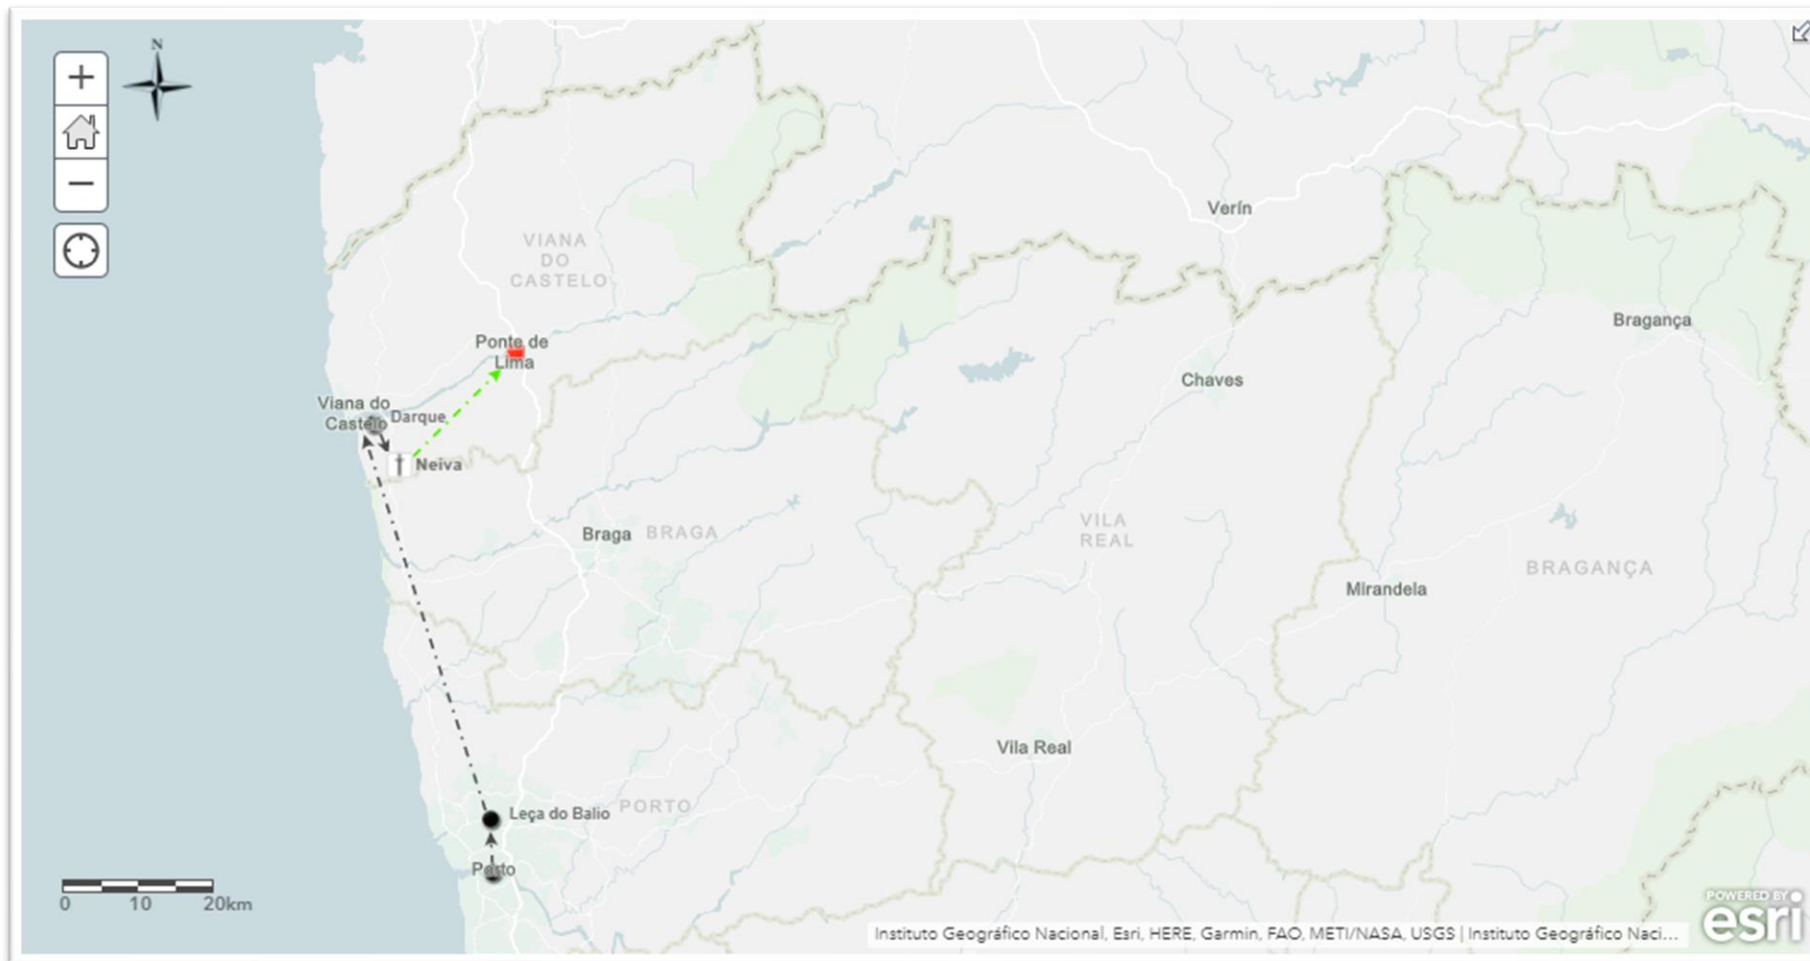 N
+
−
Verín
VIANA
DO
CASTELO
Bragança
Ponte de
Lima
Chaves
Viana do
Castelo
Darque
Neiva
VILA
REAL
Braga
BRAGA
BRAGANÇA
Mirandela
Vila Real
PORTO
Leça do Balio
Porto
0 10 20km
POWERED BY
esri
Instituto Geográfico Nacional, Esri, HERE, Garmin, FAO, METI/NASA, USGS | Instituto Geográfico Naci...